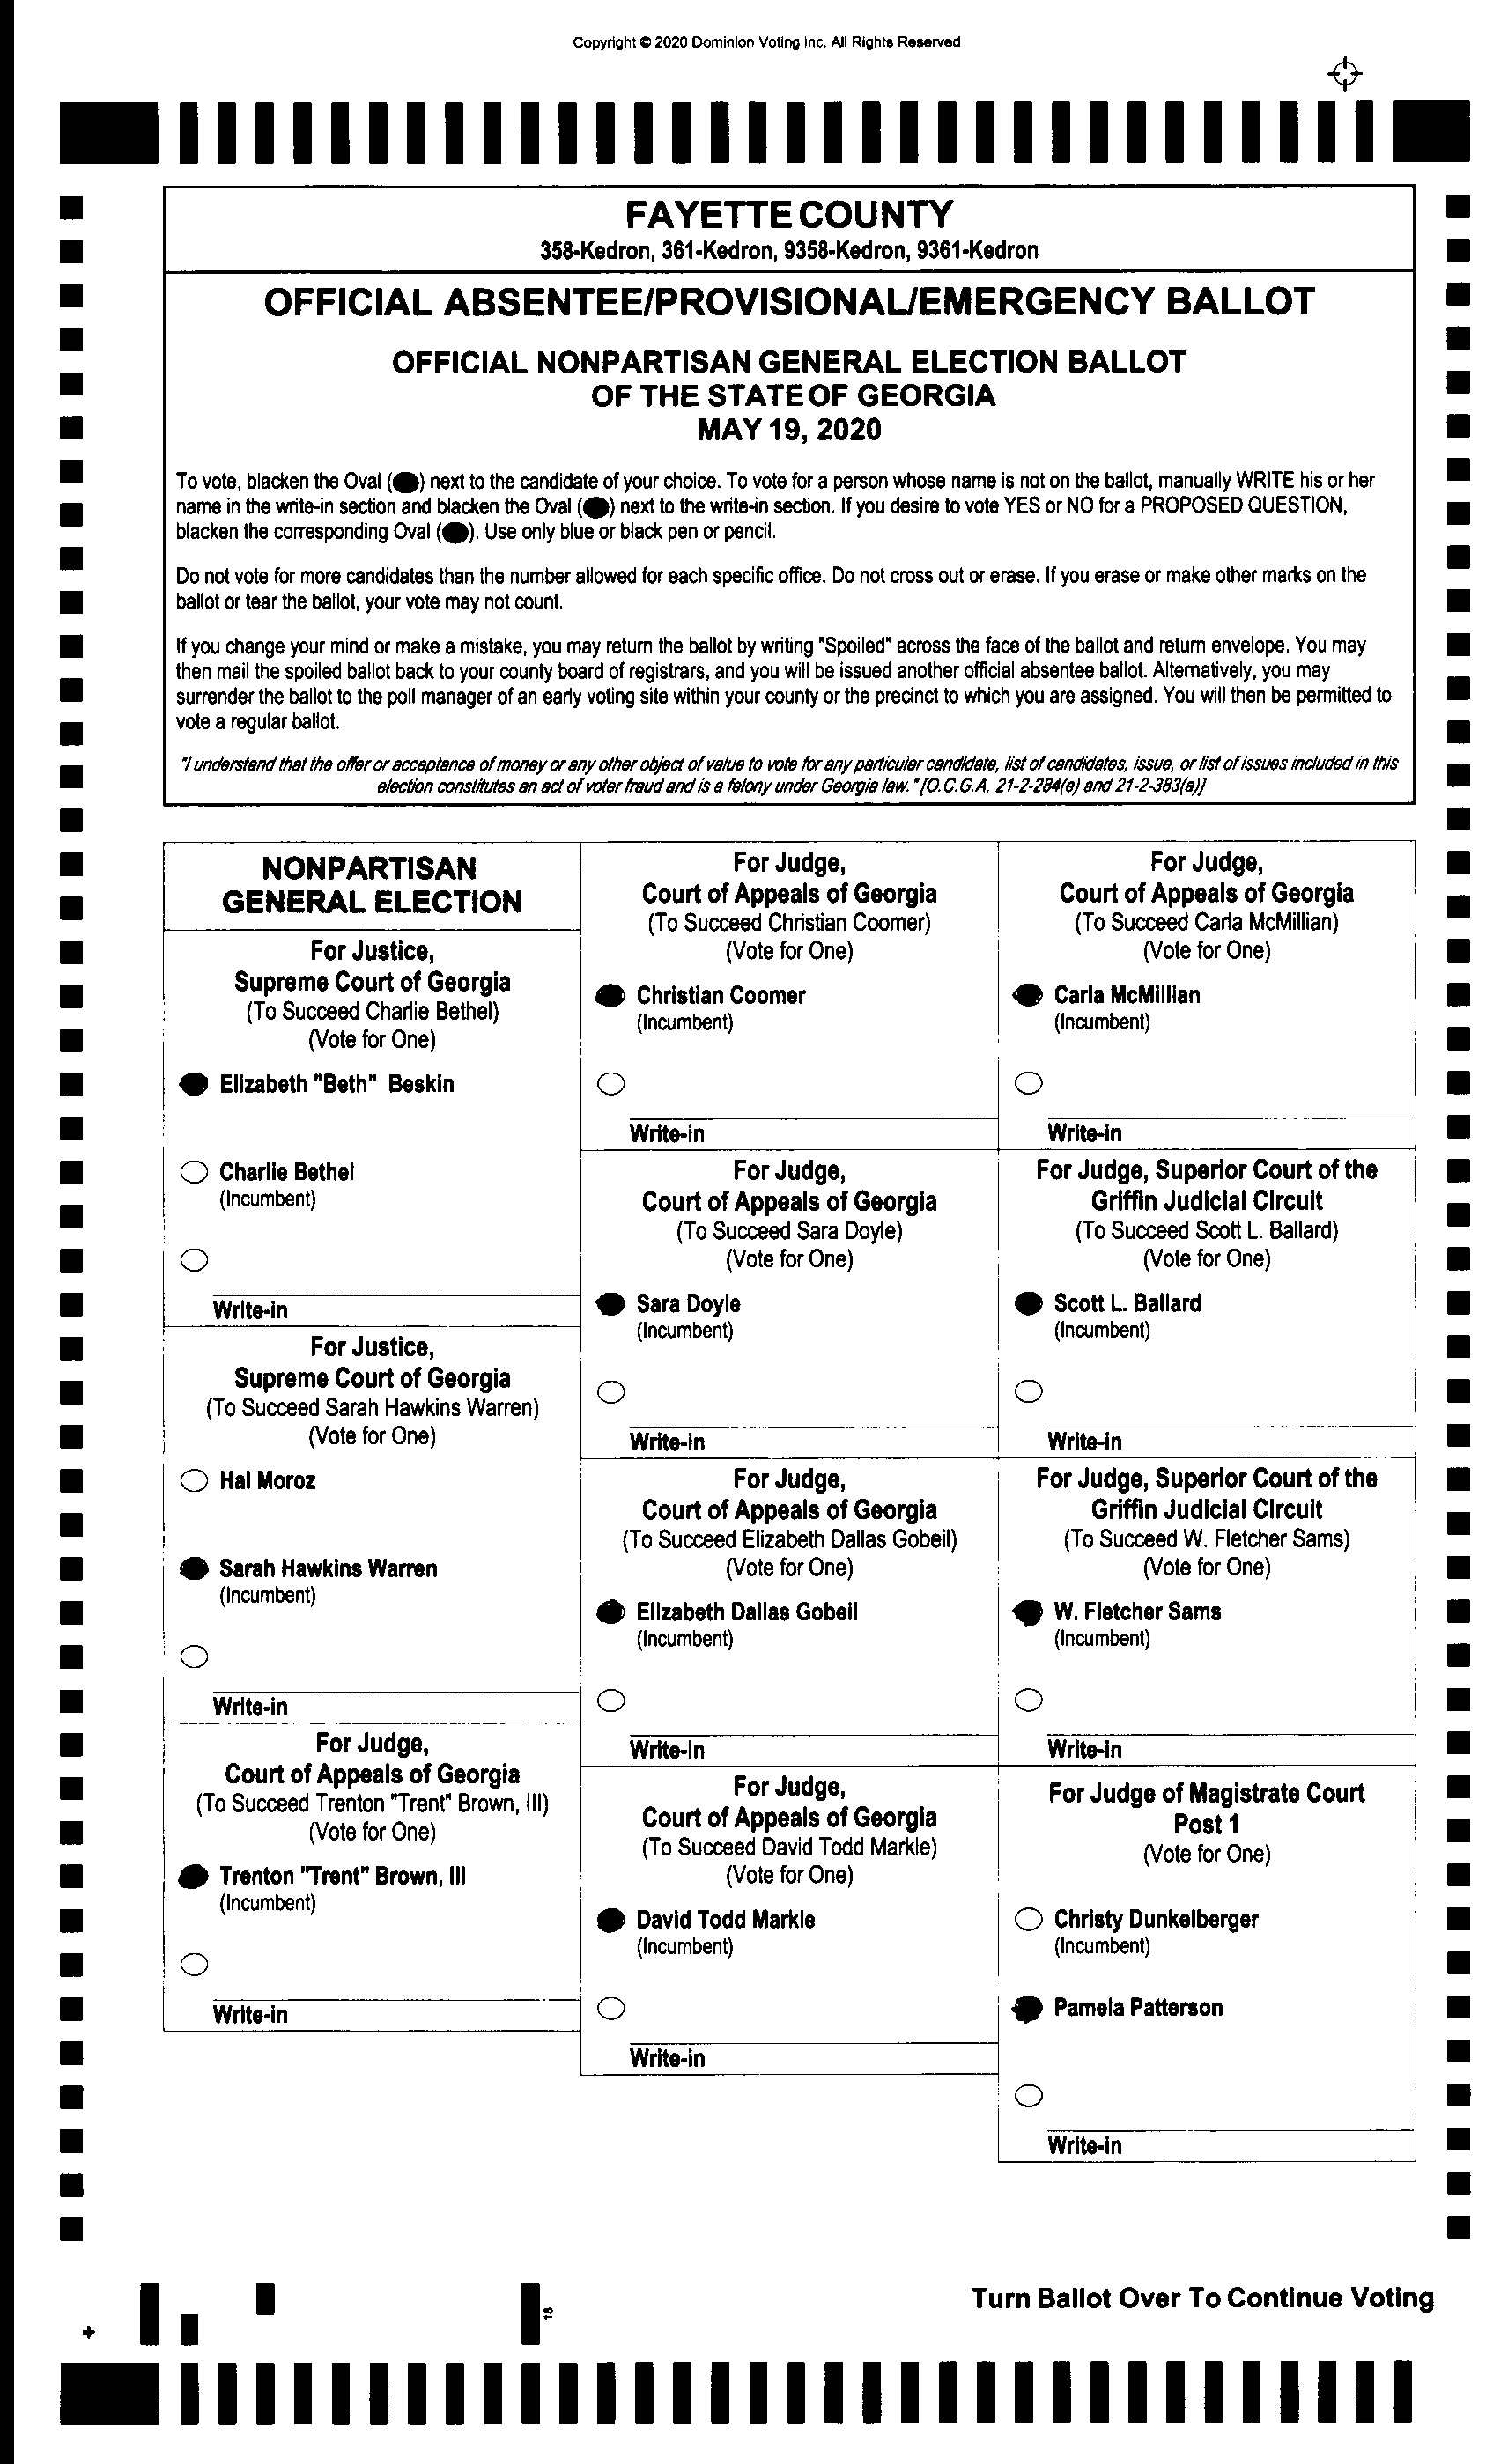 Copyright © 2020 Dominion Voting Inc. All Rights Reserved
FAYETTE COUNTY
358-Kedron, 361-Kedron, 9358-Kedron, 9361-Kedron
OFFICIAL ABSENTEE/PROVISIONAL/EMERGENCY BALLOT
OFFICIAL NONPARTISAN GENERAL ELECTION BALLOT
OF THE STATE OF GEORGIA
MAY 19, 2020
To vote, blacken the Oval (⬬) next to the candidate of your choice. To vote for a person whose name is not on the ballot, manually WRITE his or her
name in the write-in section and blacken the Oval (⬬) next to the write-in section. If you desire to vote YES or NO for a PROPOSED QUESTION,
blacken the corresponding Oval (⬬). Use only blue or black pen or pencil.
Do not vote for more candidates than the number allowed for each specific office. Do not cross out or erase. If you erase or make other marks on the
ballot or tear the ballot, your vote may not count.
If you change your mind or make a mistake, you may return the ballot by writing "Spoiled" across the face of the ballot and return envelope. You may
then mail the spoiled ballot back to your county board of registrars, and you will be issued another official absentee ballot. Alternatively, you may
surrender the ballot to the poll manager of an early voting site within your county or the precinct to which you are assigned. You will then be permitted to
vote a regular ballot.
"I understand that the offer or acceptance of money or any other object of value to vote for any particular candidate, list of candidates, issue, or list of issues included in this
election constitutes an act of voter fraud and is a felony under Georgia law." [O.C.G.A. 21-2-284(e) and 21-2-383(a)]
NONPARTISAN
GENERAL ELECTION
For Justice,
Supreme Court of Georgia
(To Succeed Charlie Bethel)
(Vote for One)
Elizabeth "Beth" Beskin
Charlie Bethel
(Incumbent)
Write-in
For Justice,
Supreme Court of Georgia
(To Succeed Sarah Hawkins Warren)
(Vote for One)
Hal Moroz
Sarah Hawkins Warren
(Incumbent)
Write-in
For Judge,
Court of Appeals of Georgia
(To Succeed Trenton "Trent" Brown, III)
(Vote for One)
Trenton "Trent" Brown, III
(Incumbent)
Write-in
For Judge,
Court of Appeals of Georgia
(To Succeed Christian Coomer)
(Vote for One)
Christian Coomer
(Incumbent)
Write-in
For Judge,
Court of Appeals of Georgia
(To Succeed Sara Doyle)
(Vote for One)
Sara Doyle
(Incumbent)
Write-in
For Judge,
Court of Appeals of Georgia
(To Succeed Elizabeth Dallas Gobeil)
(Vote for One)
Elizabeth Dallas Gobeil
(Incumbent)
Write-in
For Judge,
Court of Appeals of Georgia
(To Succeed David Todd Markle)
(Vote for One)
David Todd Markle
(Incumbent)
Write-in
For Judge,
Court of Appeals of Georgia
(To Succeed Carla McMillian)
(Vote for One)
Carla McMillian
(Incumbent)
Write-in
For Judge, Superior Court of the
Griffin Judicial Circuit
(To Succeed Scott L. Ballard)
(Vote for One)
Scott L. Ballard
(Incumbent)
Write-in
For Judge, Superior Court of the
Griffin Judicial Circuit
(To Succeed W. Fletcher Sams)
(Vote for One)
W. Fletcher Sams
(Incumbent)
Write-in
For Judge of Magistrate Court
Post 1
(Vote for One)
Christy Dunkelberger
(Incumbent)
Pamela Patterson
Write-in
Turn Ballot Over To Continue Voting